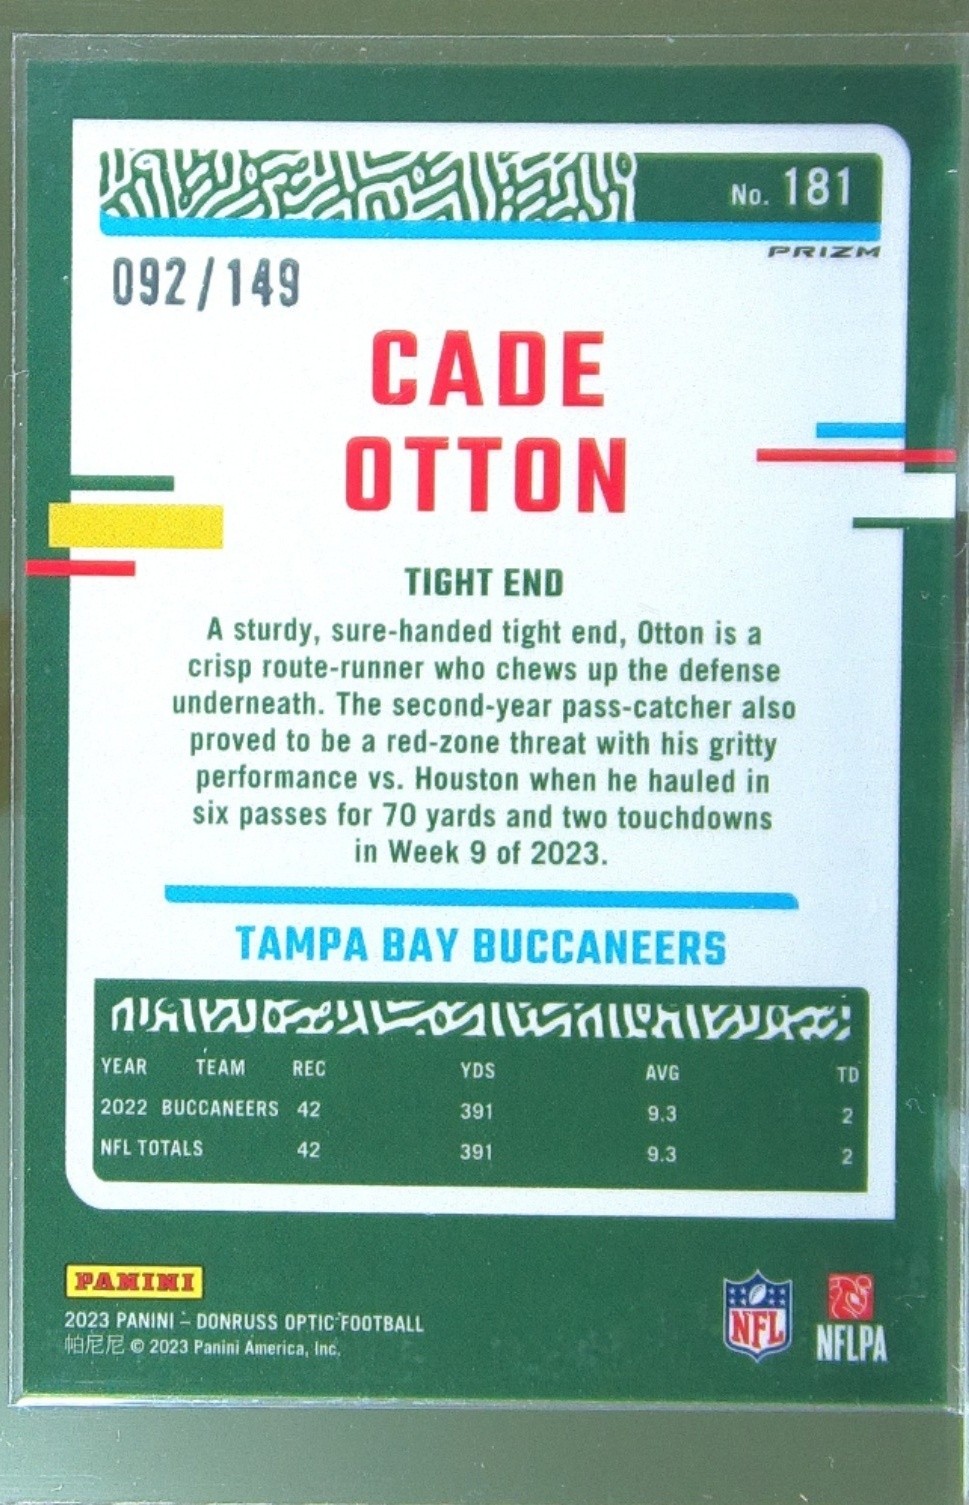 No. 181
PRIZM
092/149
CADE
OTTON
TIGHT END
A sturdy, sure-handed tight end, Otton is a
crisp route-runner who chews up the defense
underneath. The second-year pass-catcher also
proved to be a red-zone threat with his gritty
performance vs. Houston when he hauled in
six passes for 70 yards and two touchdowns
in Week 9 of 2023.
TAMPA BAY BUCCANEERS
YEAR TEAM REC YDS AVG TD
2022 BUCCANEERS 42 391 9.3 2
NFL TOTALS 42 391 9.3 2
PANINI
2023 PANINI – DONRUSS OPTIC FOOTBALL
帕尼尼 © 2023 Panini America, Inc.
NFL
NFLPA